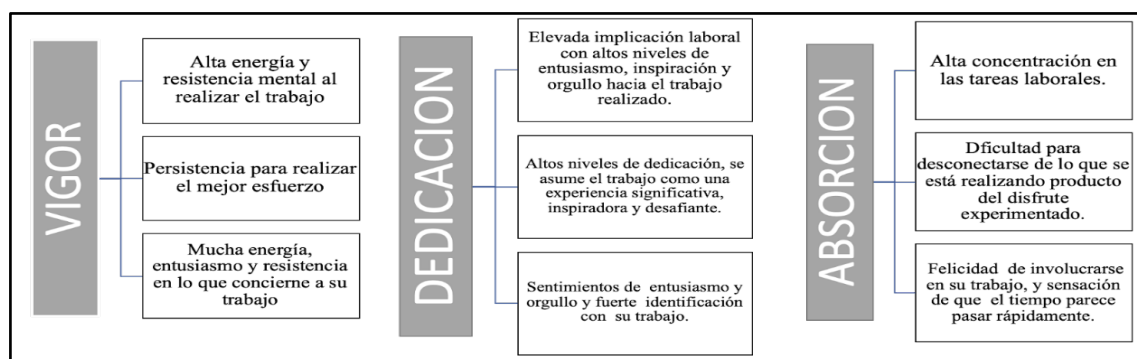 VIGOR
Alta energía y
resistencia mental al
realizar el trabajo
Persistencia para realizar
el mejor esfuerzo
Mucha energía,
entusiasmo y resistencia
en lo que concierne a su
trabajo
DEDICACION
Elevada implicación laboral
con altos niveles de
entusiasmo, inspiración y
orgullo hacia el trabajo
realizado.
Altos niveles de dedicación, se
asume el trabajo como una
experiencia significativa,
inspiradora y desafiante.
Sentimientos de entusiasmo y
orgullo y fuerte identificación
con su trabajo.
ABSORCION
Alta concentración en
las tareas laborales.
Dficultad para
desconectarse de lo que se
está realizando producto
del disfrute
experimentado.
Felicidad de involucrarse
en su trabajo, y sensación
de que el tiempo parece
pasar rápidamente.